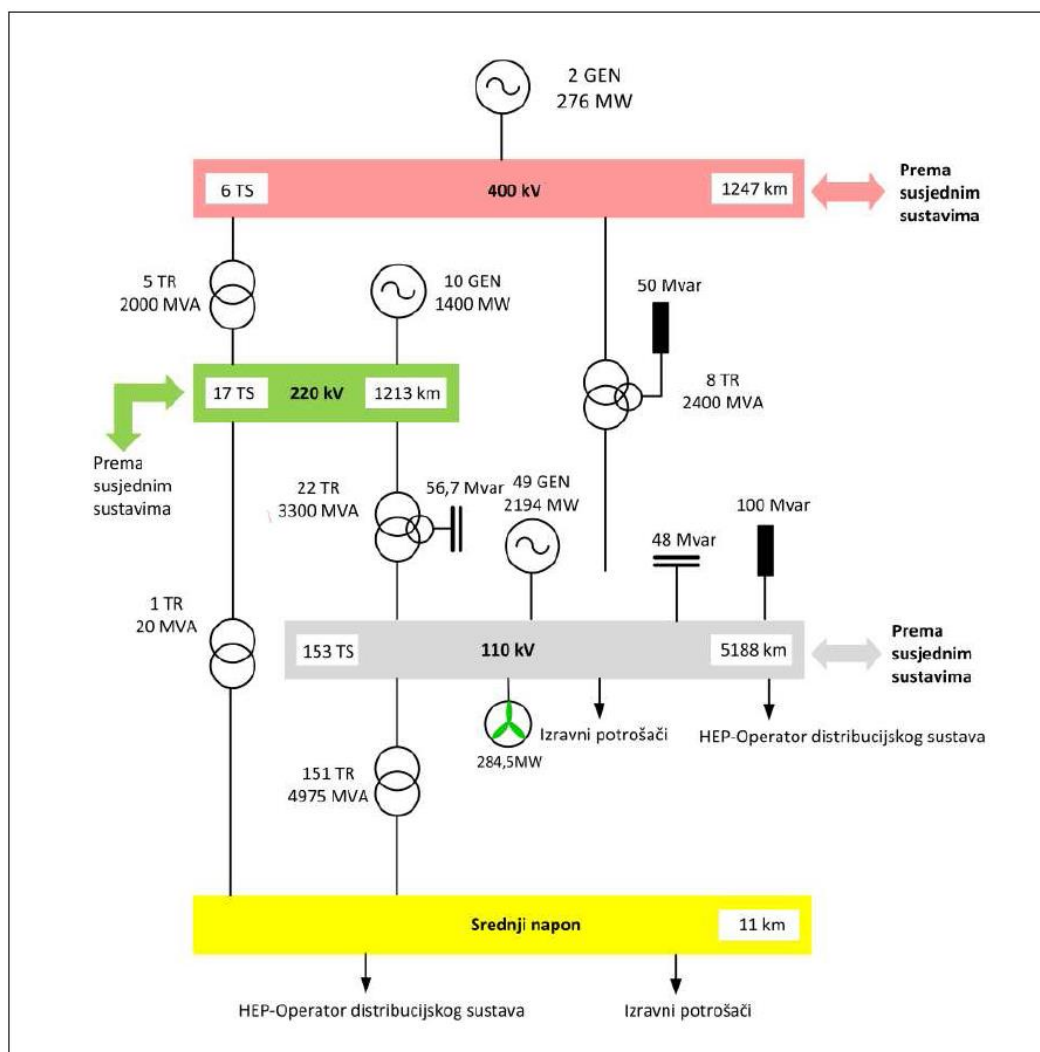 2 GEN
276 MW
6 TS
400 kV
1247 km
Prema
susjednim
sustavima
5 TR
2000 MVA
10 GEN
1400 MW
50 Mvar
8 TR
2400 MVA
17 TS
220 kV
1213 km
Prema
susjednim
sustavima
22 TR
3300 MVA
56,7 Mvar
49 GEN
2194 MW
48 Mvar
100 Mvar
1 TR
20 MVA
153 TS
110 kV
5188 km
Prema
susjednim
sustavima
284,5MW
Izravni potrošači
HEP-Operator distribucijskog sustava
151 TR
4975 MVA
Srednji napon
11 km
HEP-Operator distribucijskog sustava
Izravni potrošači